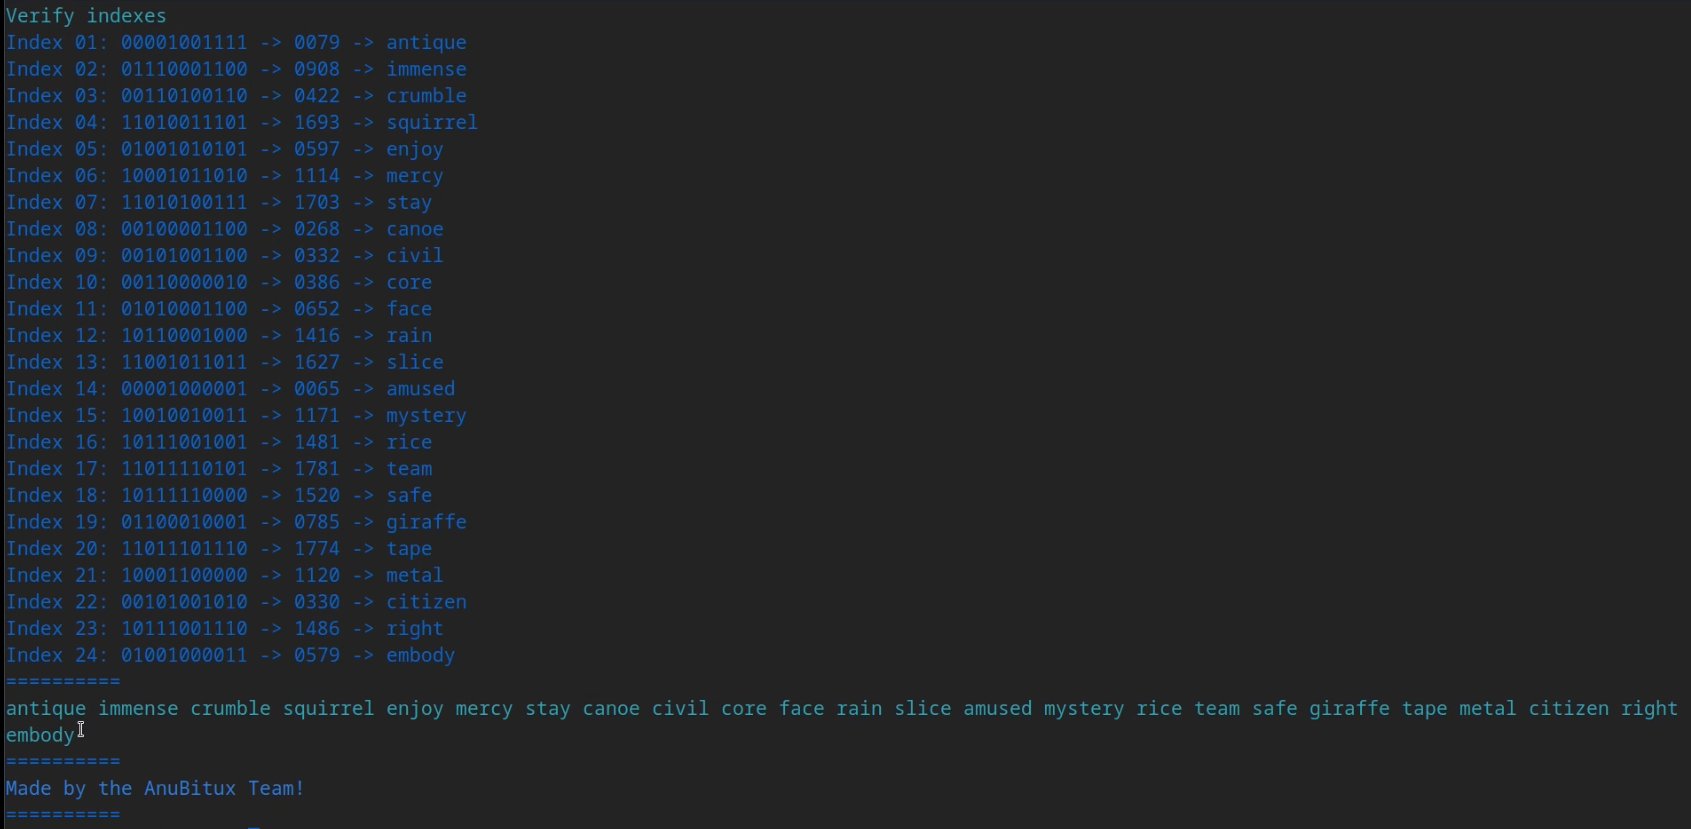 Verify indexes
Index 01: 00001001111 -> 0079 -> antique
Index 02: 01110001100 -> 0908 -> immense
Index 03: 00110100110 -> 0422 -> crumble
Index 04: 11010011101 -> 1693 -> squirrel
Index 05: 01001010101 -> 0597 -> enjoy
Index 06: 10001011010 -> 1114 -> mercy
Index 07: 11010100111 -> 1703 -> stay
Index 08: 00100001100 -> 0268 -> canoe
Index 09: 00101001100 -> 0332 -> civil
Index 10: 00110000010 -> 0386 -> core
Index 11: 01010001100 -> 0652 -> face
Index 12: 10110001000 -> 1416 -> rain
Index 13: 11001011011 -> 1627 -> slice
Index 14: 00001000001 -> 0065 -> amused
Index 15: 10010010011 -> 1171 -> mystery
Index 16: 10111001001 -> 1481 -> rice
Index 17: 11011110101 -> 1781 -> team
Index 18: 10111110000 -> 1520 -> safe
Index 19: 01100010001 -> 0785 -> giraffe
Index 20: 11011101110 -> 1774 -> tape
Index 21: 10001100000 -> 1120 -> metal
Index 22: 00101001010 -> 0330 -> citizen
Index 23: 10111001110 -> 1486 -> right
Index 24: 01001000011 -> 0579 -> embody
==========
antique immense crumble squirrel enjoy mercy stay canoe civil core face rain slice amused mystery rice team safe giraffe tape metal citizen right
embody
==========
Made by the AnuBitux Team!
==========